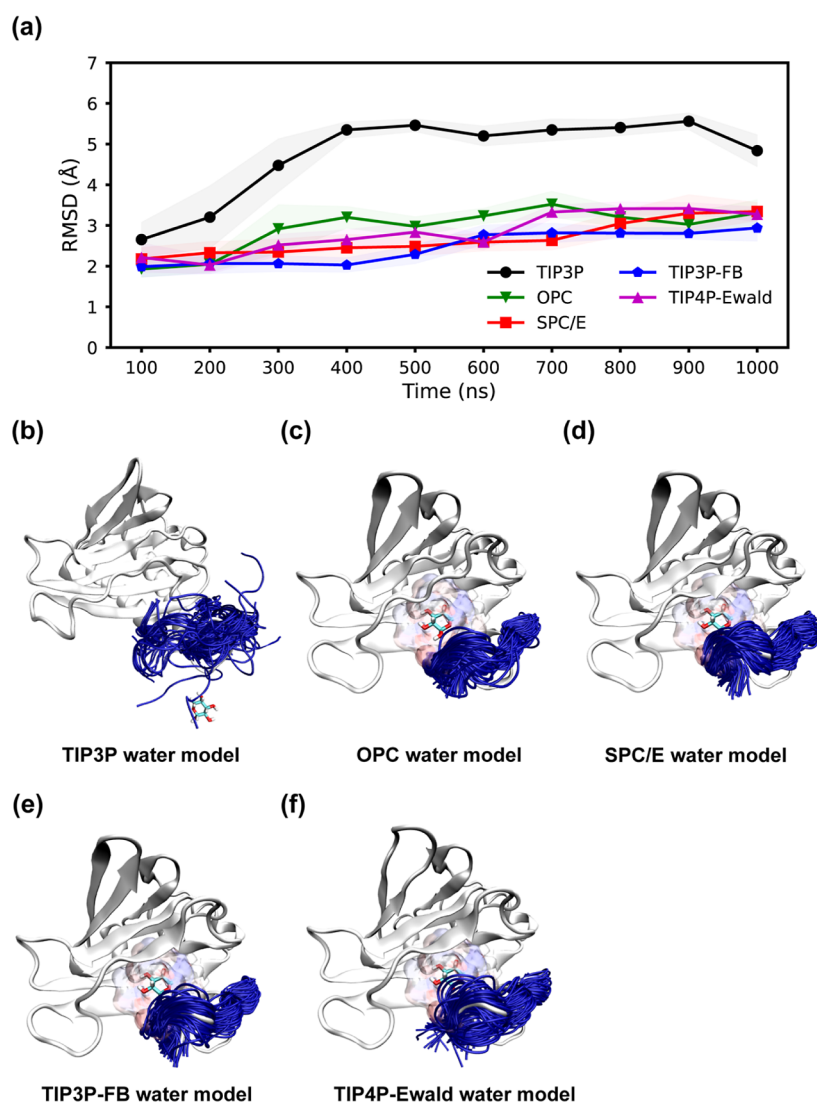 (a)
7
6
5
4
3
2
1
0
RMSD (Å)
TIP3P
OPC
SPC/E
TIP3P-FB
TIP4P-Ewald
100 200 300 400 500 600 700 800 900 1000
Time (ns)
(b)
(c)
(d)
TIP3P water model
OPC water model
SPC/E water model
(e)
(f)
TIP3P-FB water model
TIP4P-Ewald water model